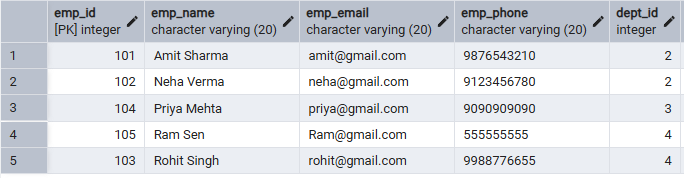 emp_id emp_name emp_email emp_phone dept_id
[PK] integer character varying (20) character varying (20) character varying (20) integer
1 101 Amit Sharma amit@gmail.com 9876543210 2
2 102 Neha Verma neha@gmail.com 9123456780 2
3 104 Priya Mehta priya@gmail.com 9090909090 3
4 105 Ram Sen Ram@gmail.com 555555555 4
5 103 Rohit Singh rohit@gmail.com 9988776655 4